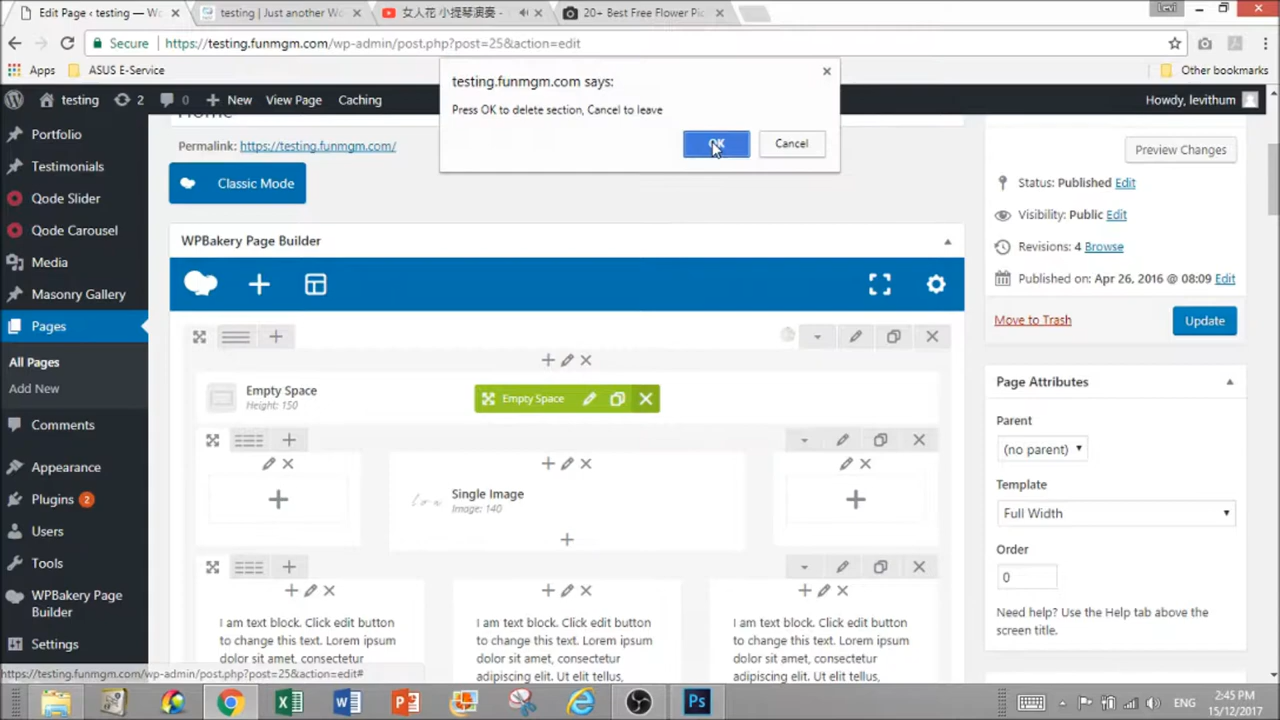 Edit Page ‹ testing — Wo
testing | Just another Wo
女人花 小提琴演奏 -
20+ Best Free Flower Pic
Levi
Secure
https://testing.funmgm.com/wp-admin/post.php?post=25&action=edit
Apps
ASUS E-Service
Other bookmarks
testing.funmgm.com says:
Press OK to delete section, Cancel to leave
OK
Cancel
testing
2
0
New
View Page
Caching
Howdy, levithum
Portfolio
Testimonials
Qode Slider
Qode Carousel
Media
Masonry Gallery
Pages
All Pages
Add New
Comments
Appearance
Plugins 2
Users
Tools
WPBakery Page
Builder
Settings
Home
Permalink: https://testing.funmgm.com/
Classic Mode
WPBakery Page Builder
Empty Space
Height: 150
Empty Space
Single Image
Image: 140
I am text block. Click edit button
to change this text. Lorem ipsum
dolor sit amet, consectetur
adipiscing elit. Ut elit tellus,
I am text block. Click edit button
to change this text. Lorem ipsum
dolor sit amet, consectetur
adipiscing elit. Ut elit tellus,
I am text block. Click edit button
to change this text. Lorem ipsum
dolor sit amet, consectetur
adipiscing elit. Ut elit tellus,
Preview Changes
Status: Published Edit
Visibility: Public Edit
Revisions: 4 Browse
Published on: Apr 26, 2016 @ 08:09 Edit
Move to Trash
Update
Page Attributes
Parent
(no parent)
Template
Full Width
Order
0
Need help? Use the Help tab above the
screen title.
https://testing.funmgm.com/wp-admin/post.php?post=25&action=edit#
ENG
2:45 PM
15/12/2017